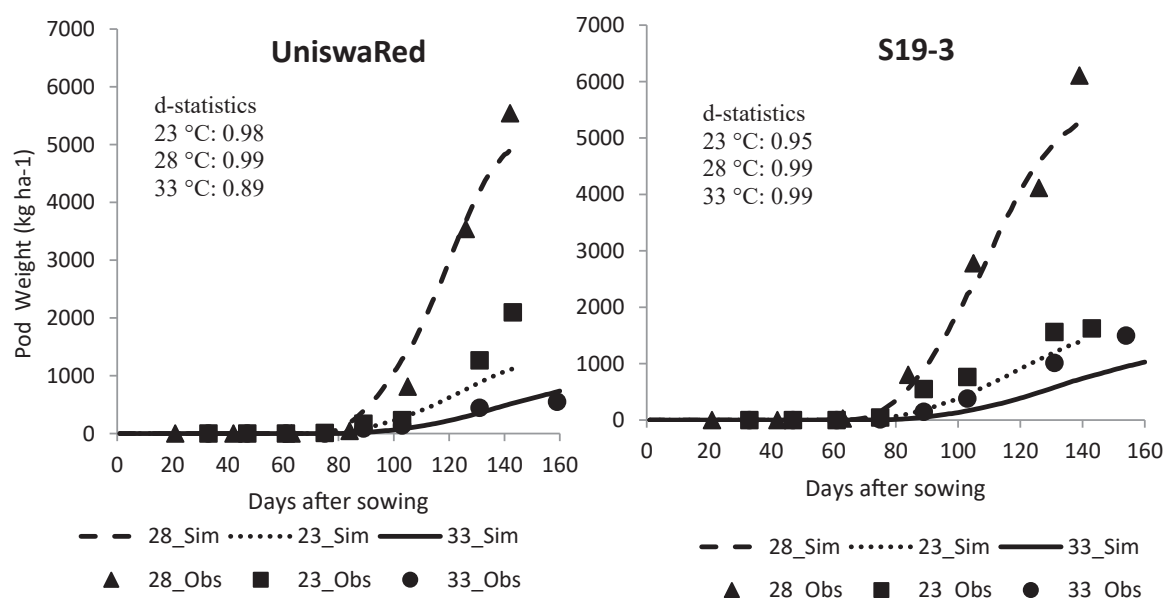 UniswaRed
d-statistics
23 °C: 0.98
28 °C: 0.99
33 °C: 0.89
7000
6000
5000
4000
3000
2000
1000
0
Pod Weight (kg ha-1)
0 20 40 60 80 100 120 140 160
Days after sowing
28_Sim 23_Sim 33_Sim
28_Obs 23_Obs 33_Obs
S19-3
d-statistics
23 °C: 0.95
28 °C: 0.99
33 °C: 0.99
7000
6000
5000
4000
3000
2000
1000
0
0 20 40 60 80 100 120 140 160
Days after sowing
28_Sim 23_Sim 33_Sim
28 Obs 23 Obs 33 Obs